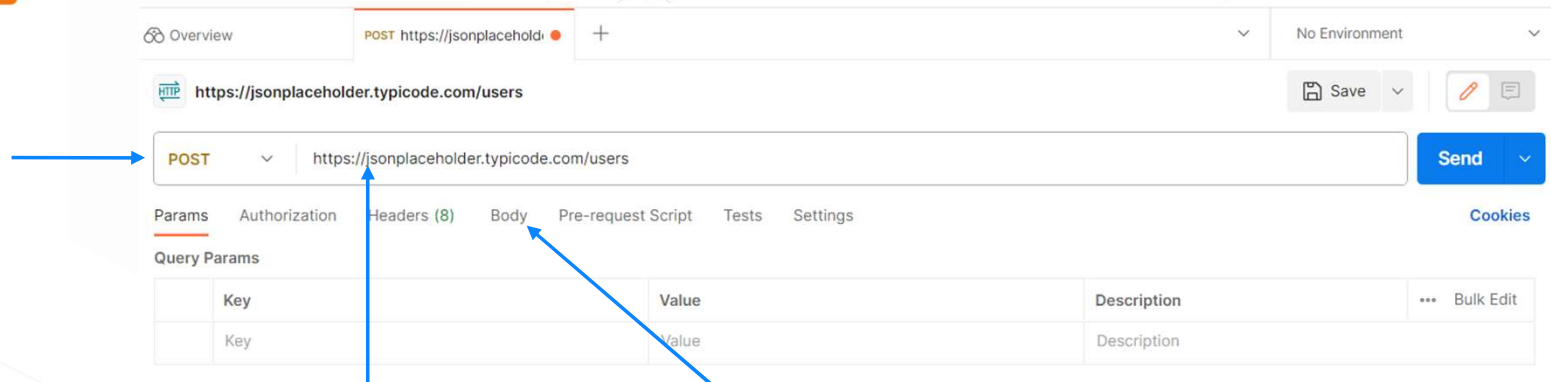 Overview
POST https://jsonplacehold
No Environment
HTTP https://jsonplaceholder.typicode.com/users
Save
POST https://jsonplaceholder.typicode.com/users
Send
Params Authorization Headers (8) Body Pre-request Script Tests Settings Cookies
Query Params
Key Value Description ••• Bulk Edit
Key Value Description